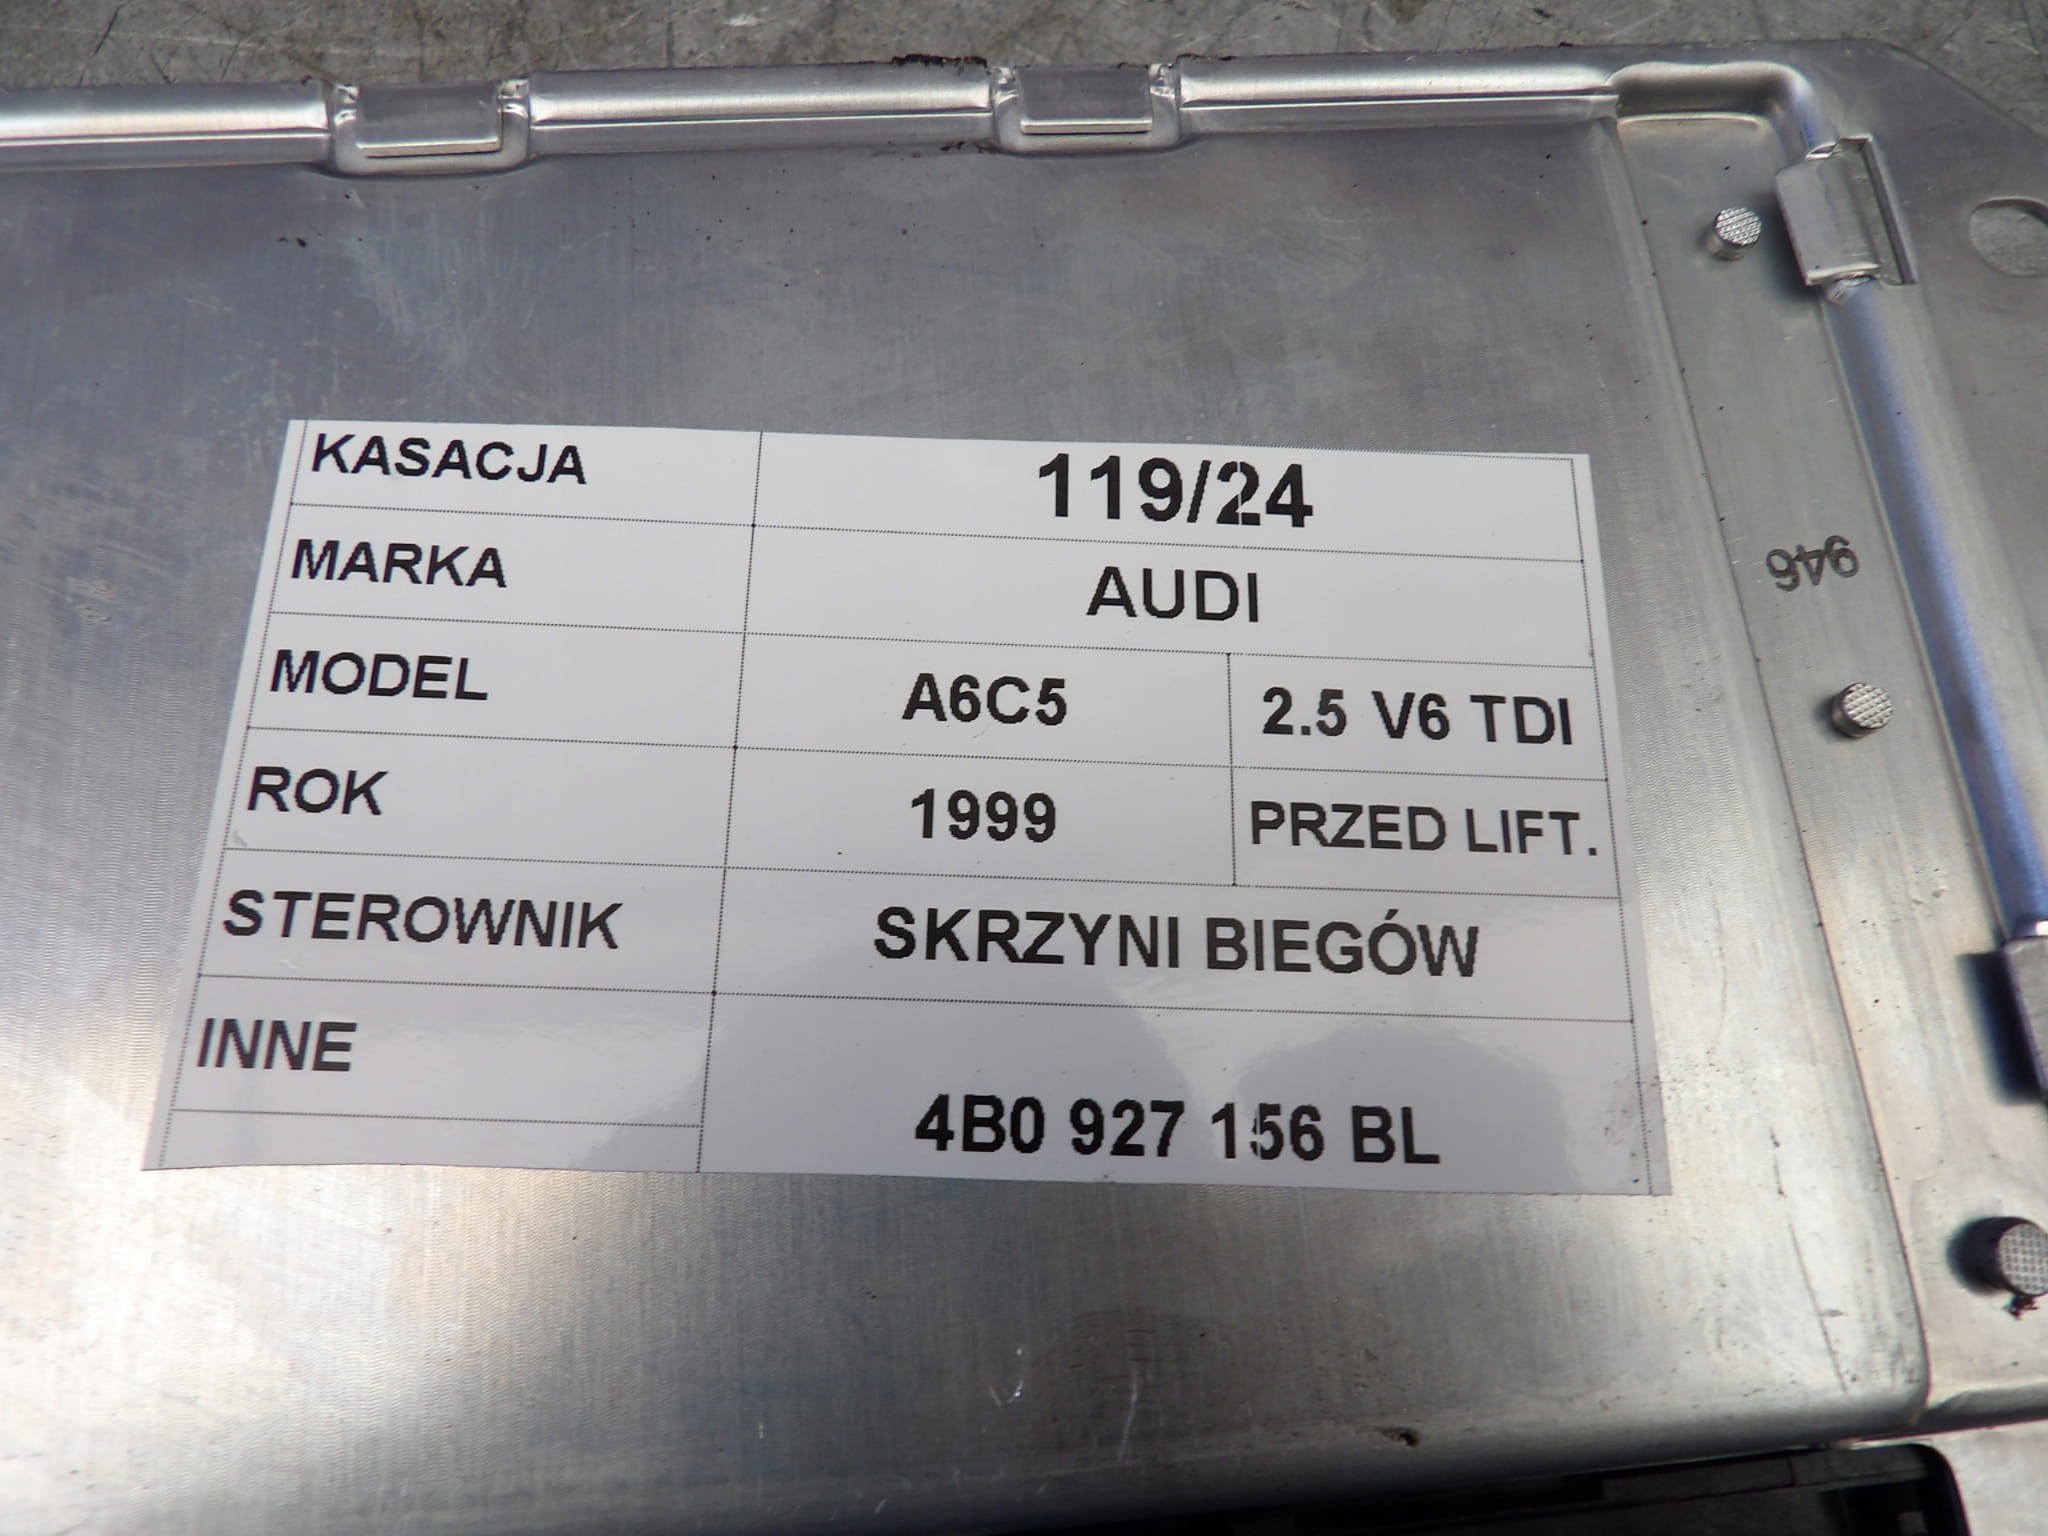 KASACJA 119/24
MARKA AUDI
MODEL A6C5 2.5 V6 TDI
ROK 1999 PRZED LIFT.
STEROWNIK SKRZYNI BIEGÓW
INNE
4B0 927 156 BL
946